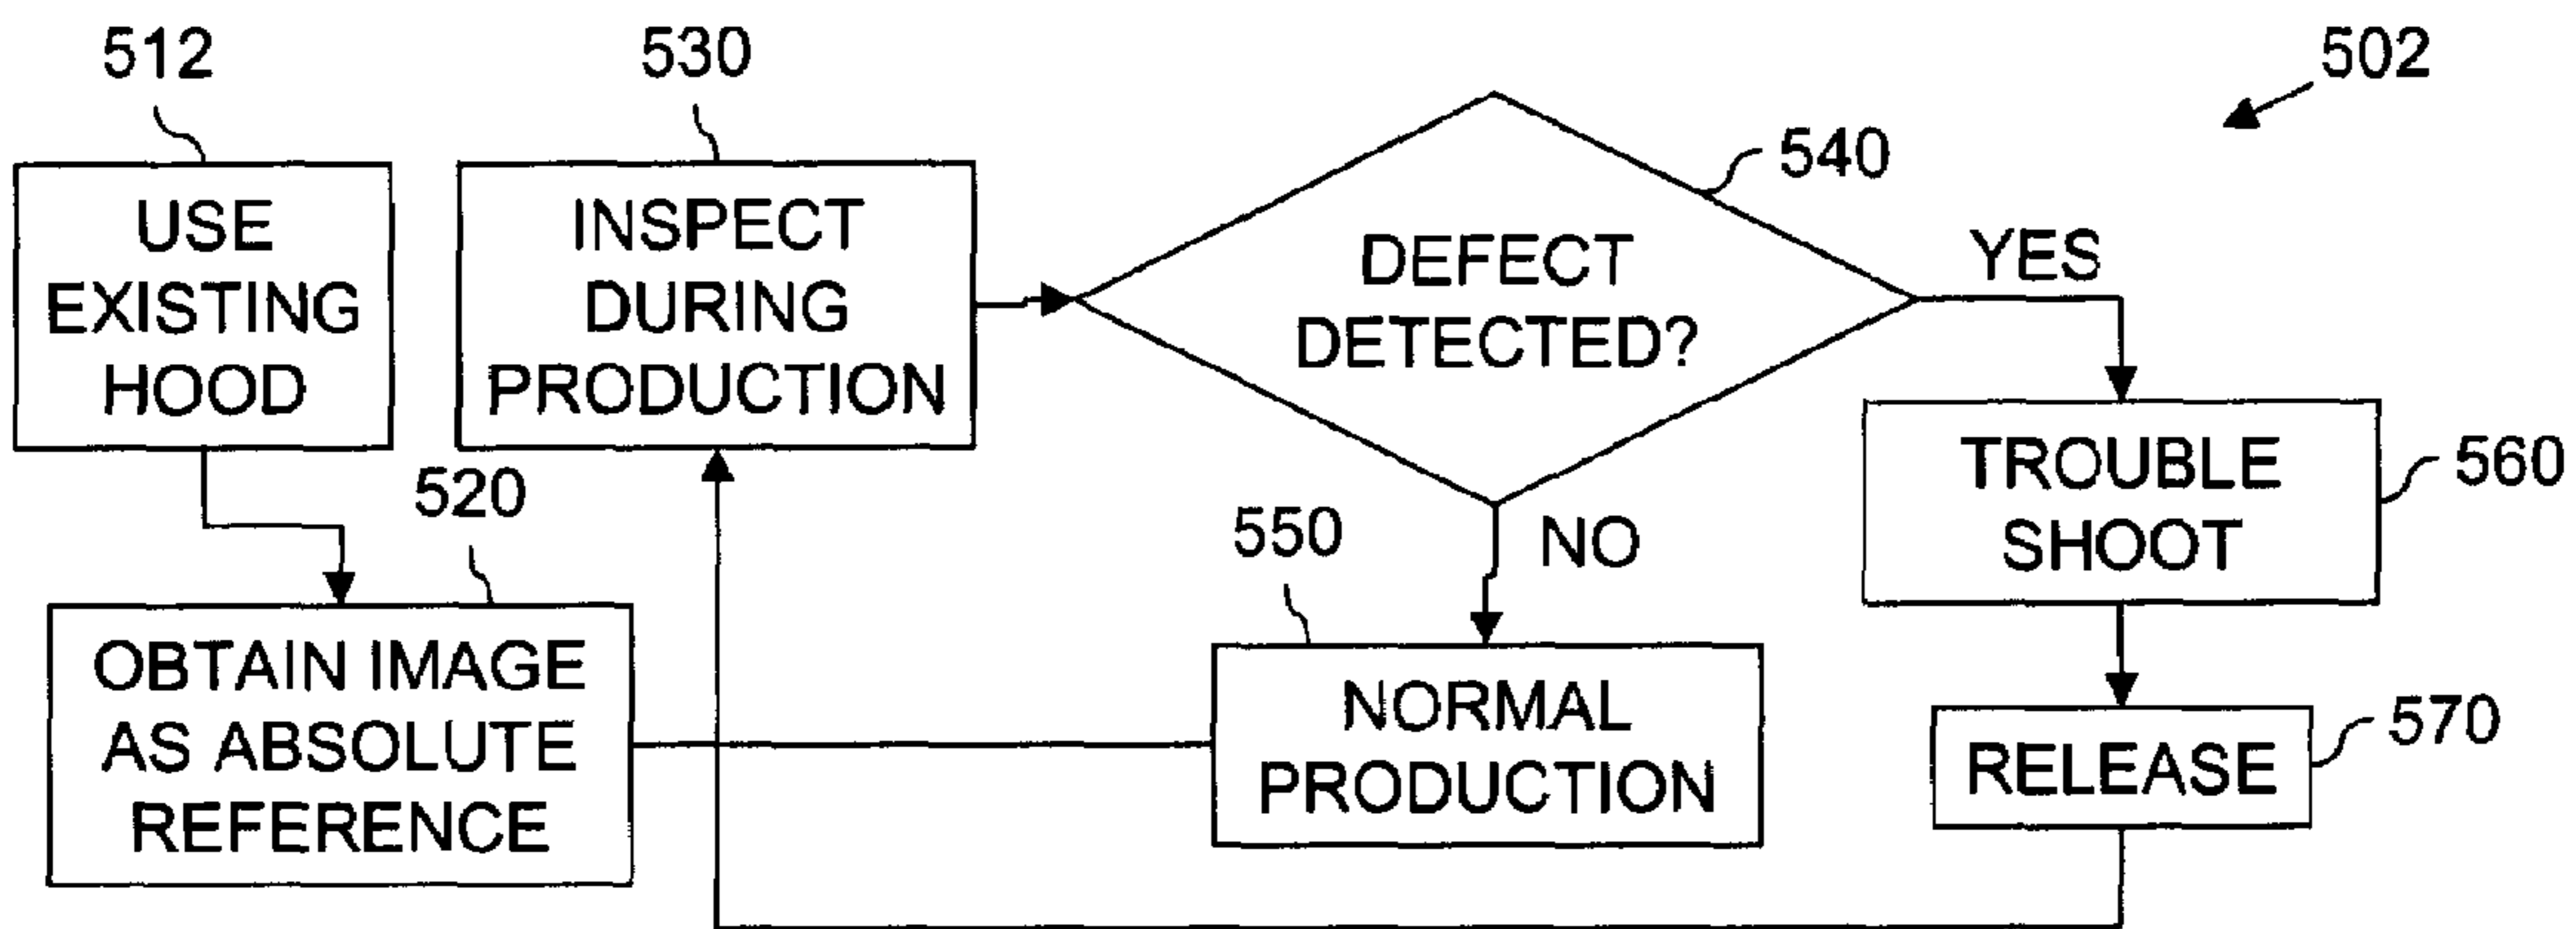 512
530
502
540
USE
EXISTING
HOOD
INSPECT
DURING
PRODUCTION
DEFECT
DETECTED?
YES
520
550
NO
TROUBLE
SHOOT
560
OBTAIN IMAGE
AS ABSOLUTE
REFERENCE
NORMAL
PRODUCTION
RELEASE
570